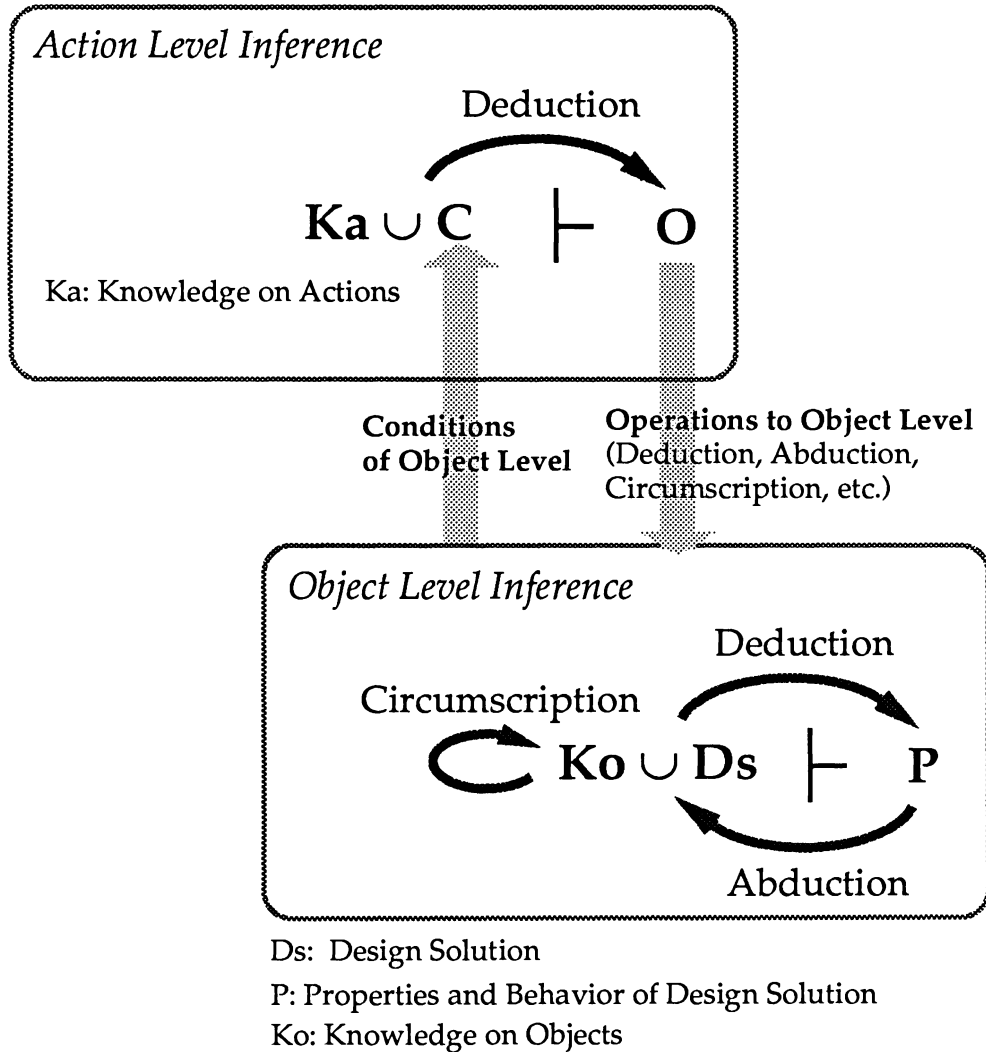 Action Level Inference
Deduction
Ka ∪ C ⊢ O
Ka: Knowledge on Actions
Conditions
of Object Level
Operations to Object Level
(Deduction, Abduction,
Circumscription, etc.)
Object Level Inference
Deduction
Circumscription
Ko ∪ Ds ⊢ P
Abduction
Ds: Design Solution
P: Properties and Behavior of Design Solution
Ko: Knowledge on Objects